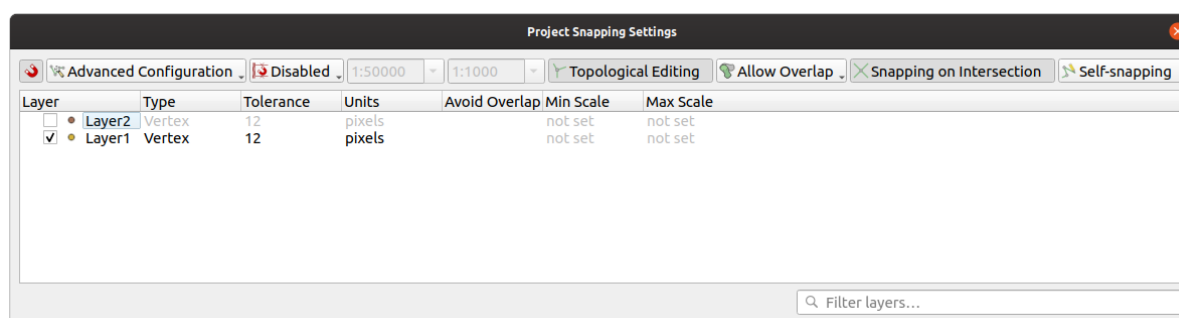 Project Snapping Settings
Advanced Configuration Disabled 1:50000 1:1000 Topological Editing Allow Overlap Snapping on Intersection Self-snapping
Layer Type Tolerance Units Avoid Overlap Min Scale Max Scale
Layer2 Vertex 12 pixels not set not set
Layer1 Vertex 12 pixels not set not set
Filter layers...